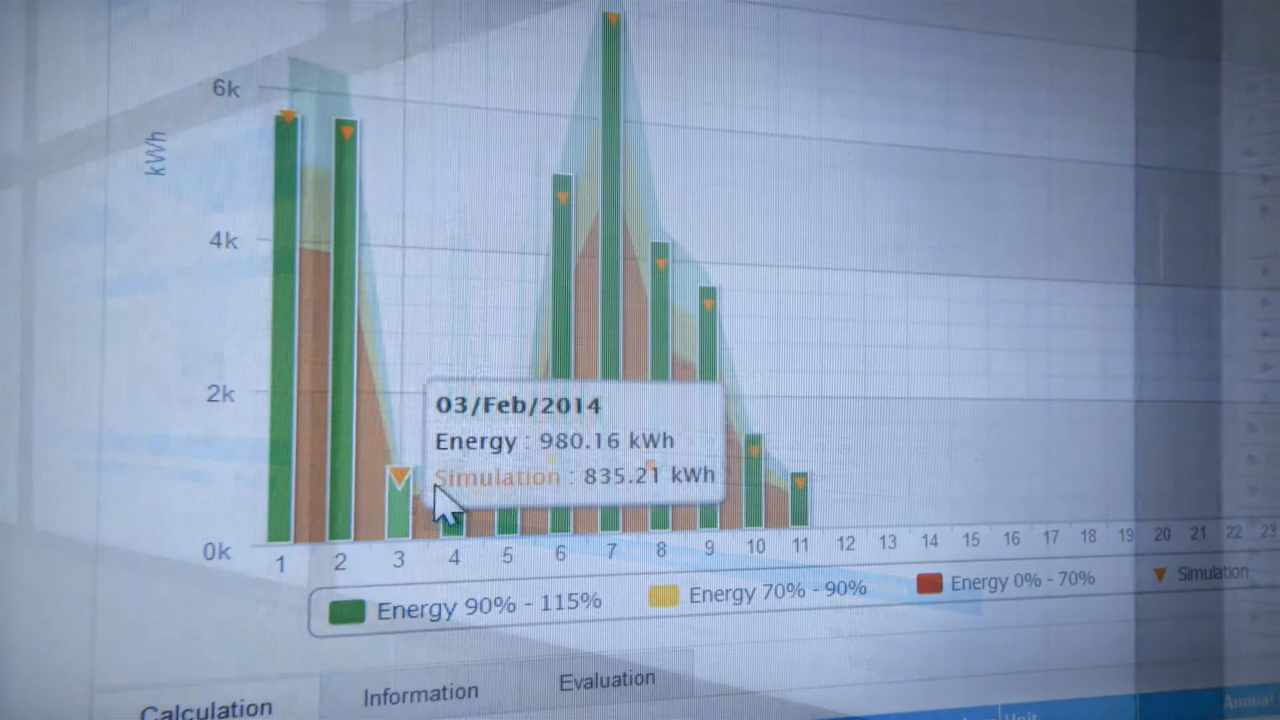 6k
kWh
4k
2k
03/Feb/2014
Energy : 980.16 kWh
Simulation : 835.21 kWh
0k
1 2 3 4 5 6 7 8 9 10 11 12 13 14 15 16 17 18 19 20 21 22 23
Energy 90% - 115% Energy 70% - 90% Energy 0% - 70% Simulation
Calculation Information Evaluation
Unit Annual